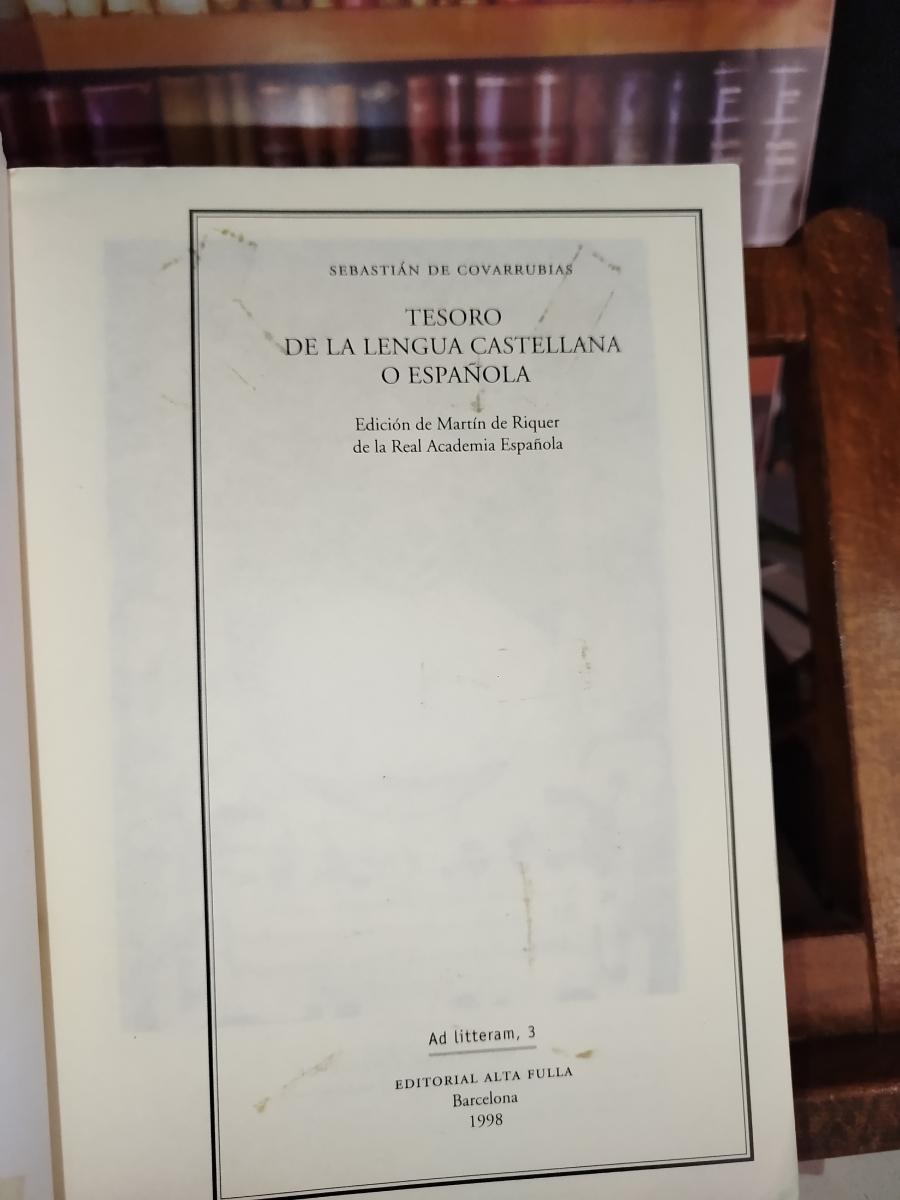 SEBASTIÁN DE COVARRUBIAS
TESORO
DE LA LENGUA CASTELLANA
O ESPAÑOLA
Edición de Martín de Riquer
de la Real Academia Española
Ad litteram, 3
EDITORIAL ALTA FULLA
Barcelona
1998